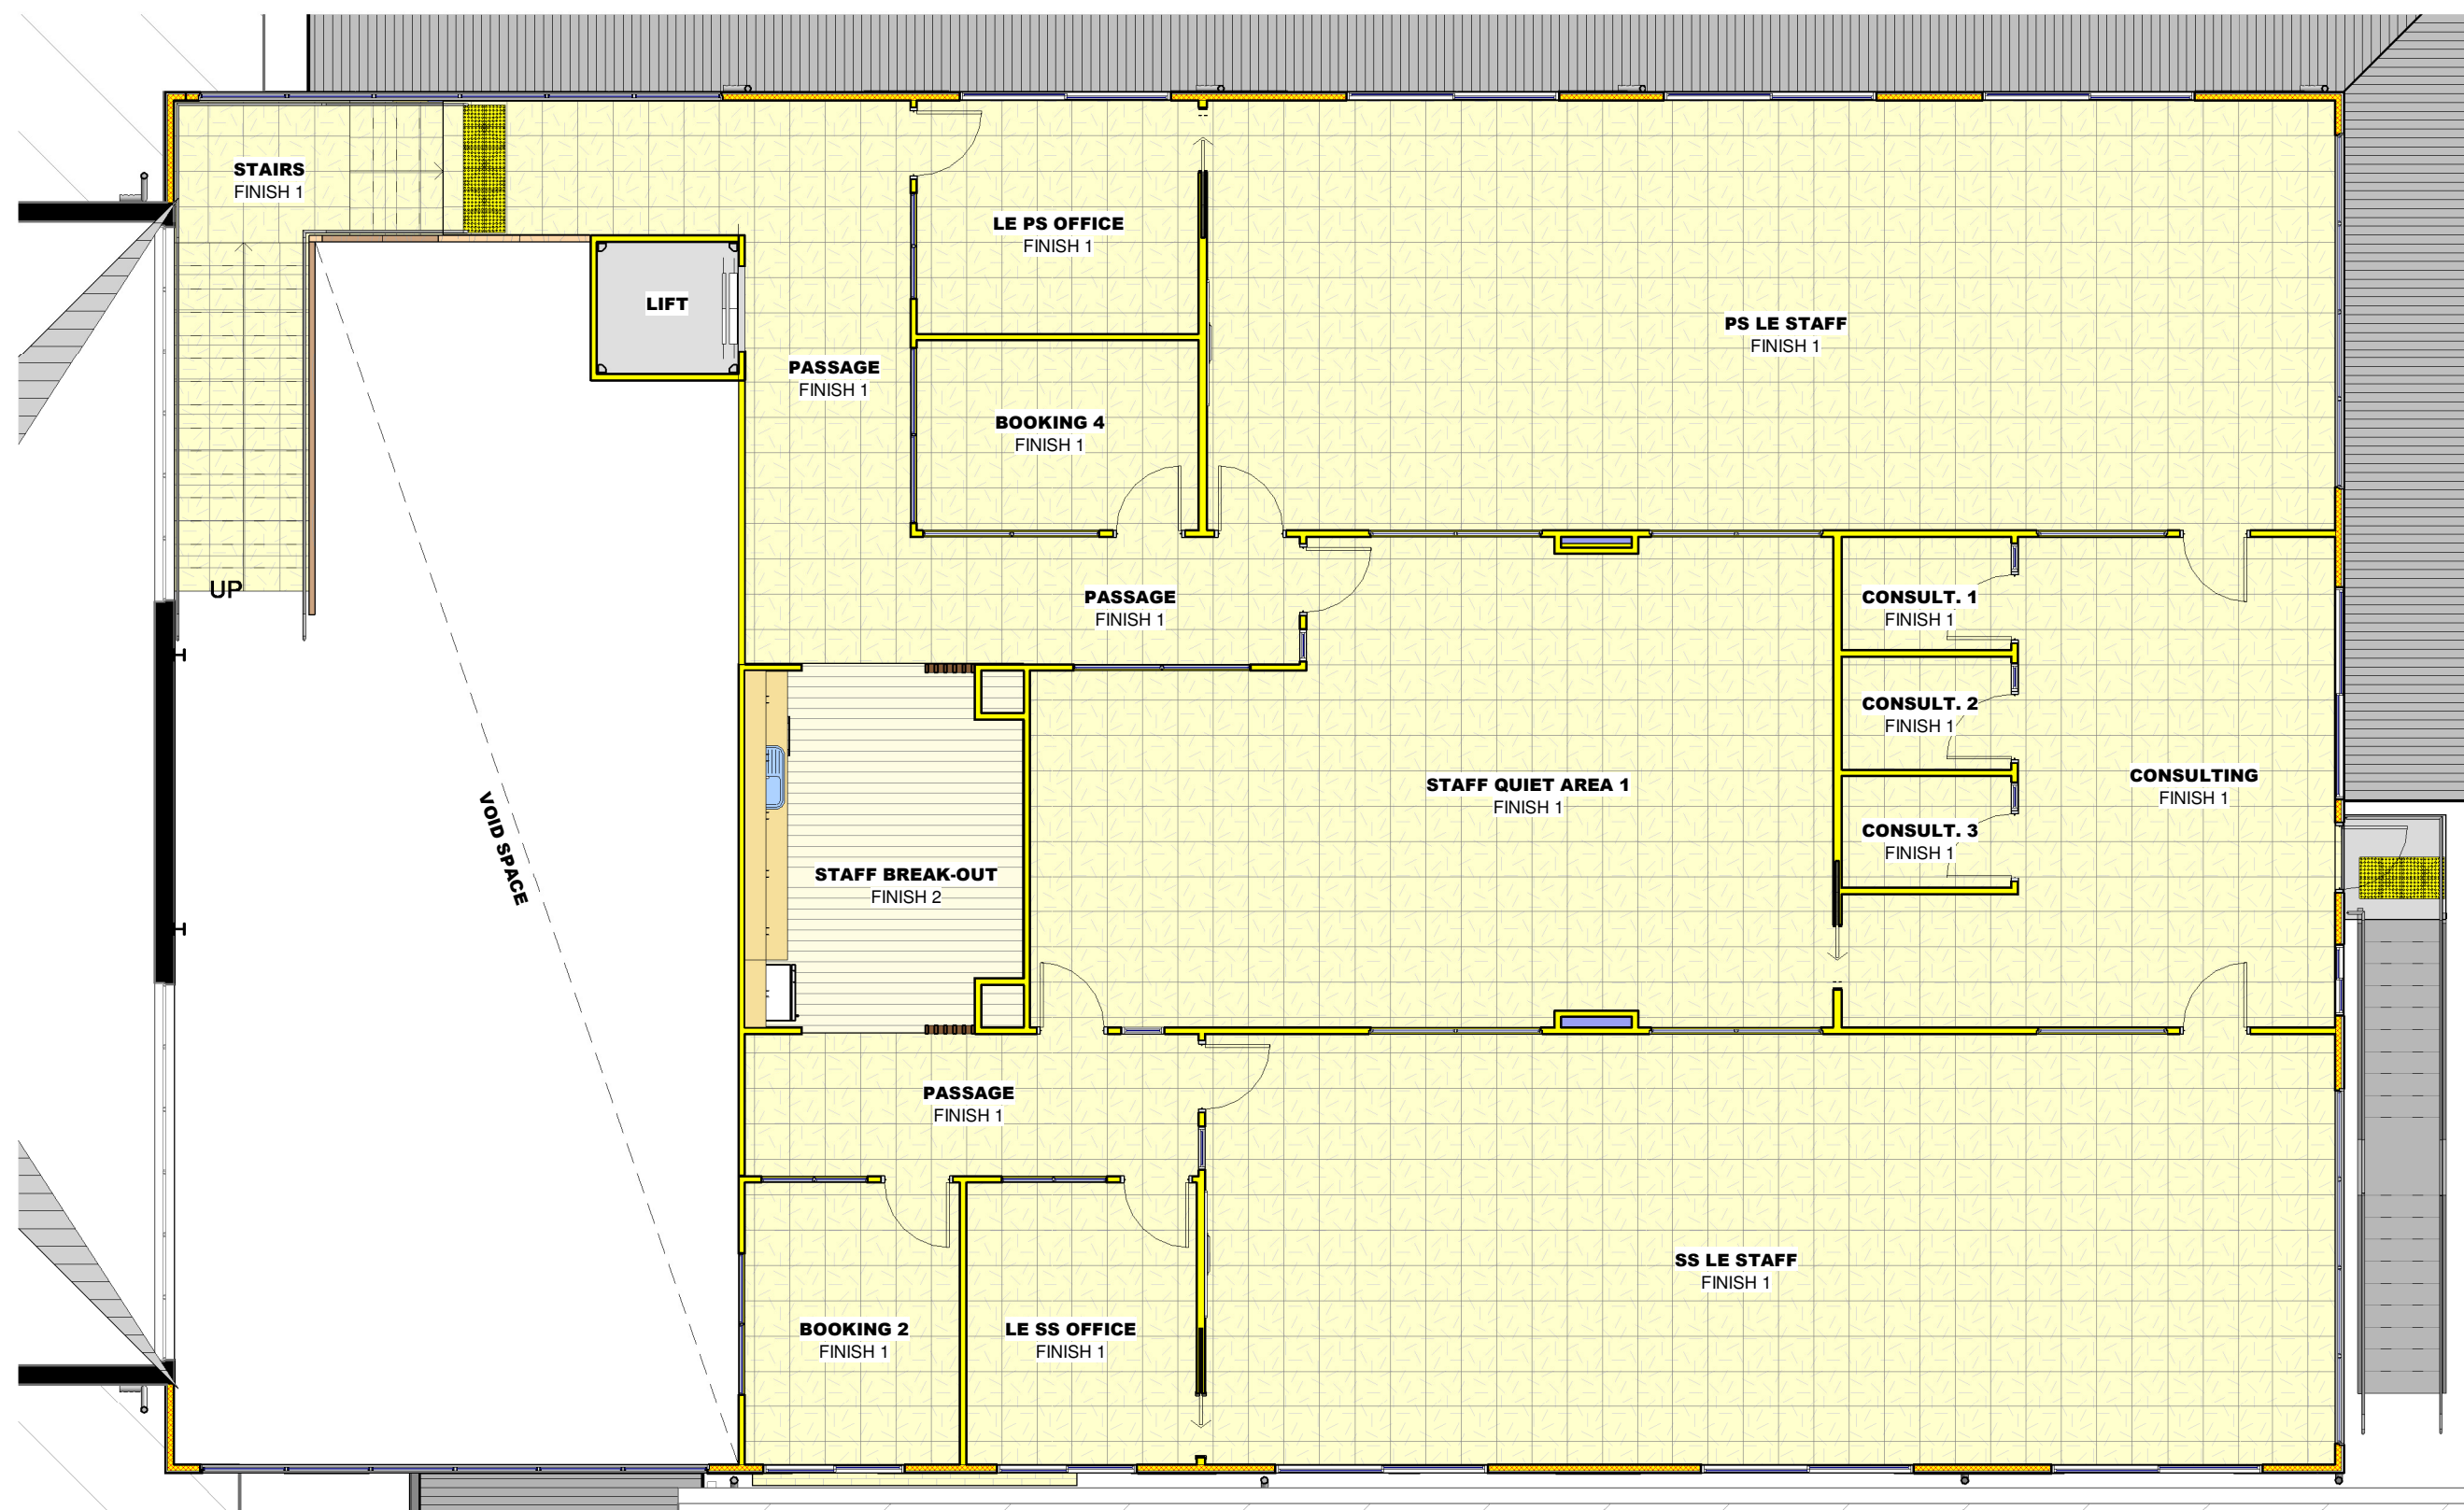 STAIRS
FINISH 1
LE PS OFFICE
FINISH 1
LIFT
PS LE STAFF
FINISH 1
PASSAGE
FINISH 1
BOOKING 4
FINISH 1
UP
PASSAGE
FINISH 1
CONSULT. 1
FINISH 1
CONSULT. 2
FINISH 1
STAFF QUIET AREA 1
FINISH 1
CONSULTING
FINISH 1
CONSULT. 3
FINISH 1
VOID SPACE
STAFF BREAK-OUT
FINISH 2
PASSAGE
FINISH 1
SS LE STAFF
FINISH 1
BOOKING 2
FINISH 1
LE SS OFFICE
FINISH 1